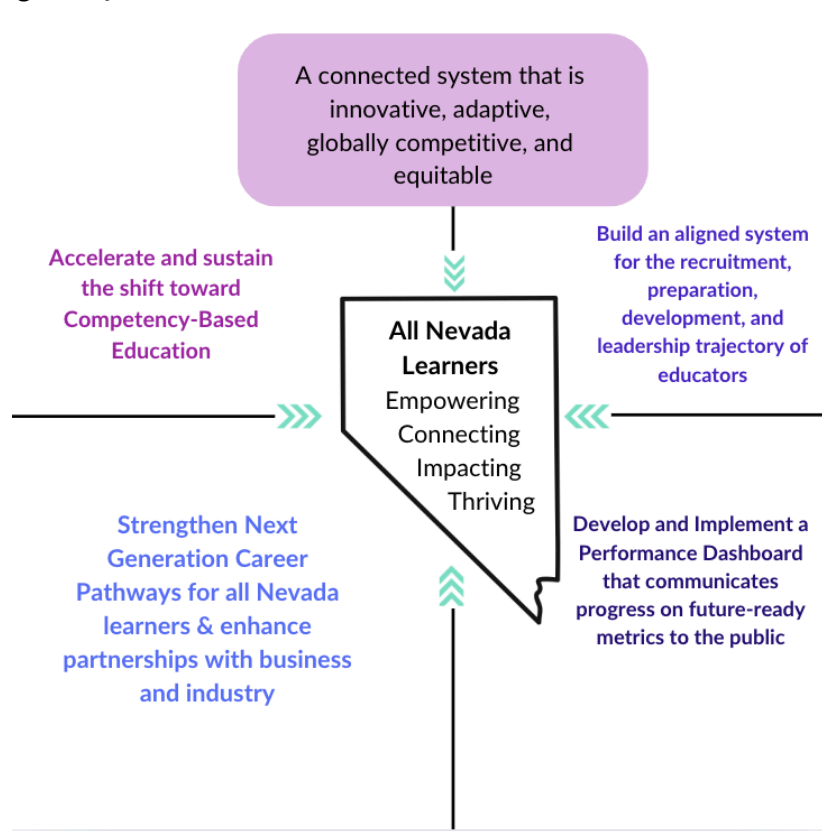 A connected system that is
innovative, adaptive,
globally competitive, and
equitable
Accelerate and sustain
the shift toward
Competency-Based
Education
Build an aligned system
for the recruitment,
preparation,
development, and
leadership trajectory of
educators
All Nevada
Learners
Empowering
Connecting
Impacting
Thriving
Strengthen Next
Generation Career
Pathways for all Nevada
learners & enhance
partnerships with business
and industry
Develop and Implement a
Performance Dashboard
that communicates
progress on future-ready
metrics to the public